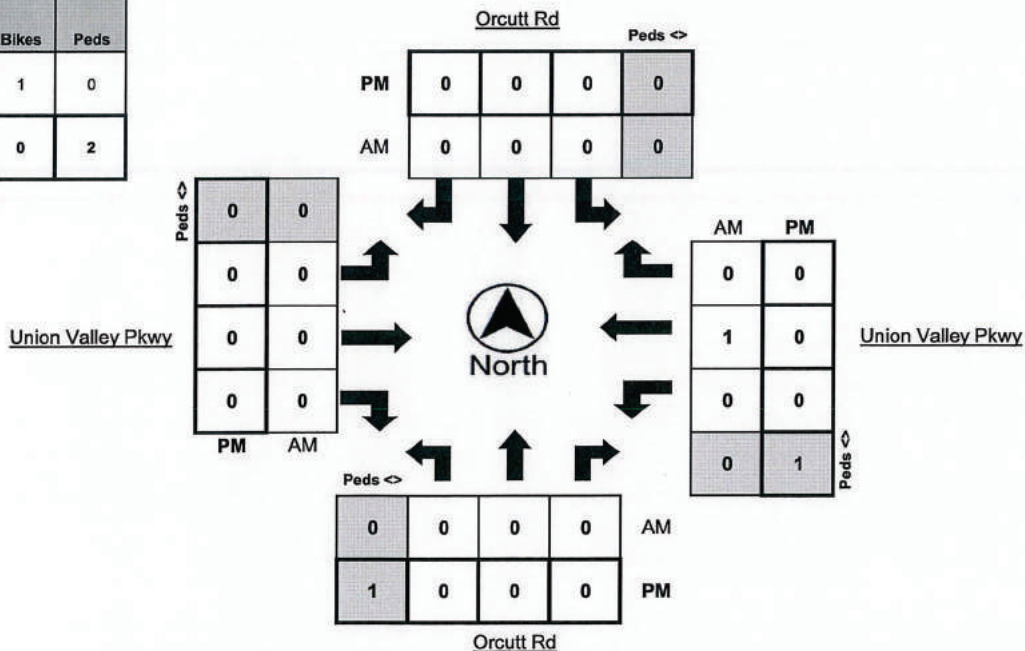 Bikes Peds
1 0
0 2
Orcutt Rd
Peds <>
PM 0 0 0 0
AM 0 0 0 0
Peds <>
0 0
0 0
0 0
0 0
PM AM
Union Valley Pkwy
North
AM PM
0 0
1 0
0 0
0 1
Peds <>
Union Valley Pkwy
Peds <>
0 0 0 0 AM
1 0 0 0 PM
Orcutt Rd